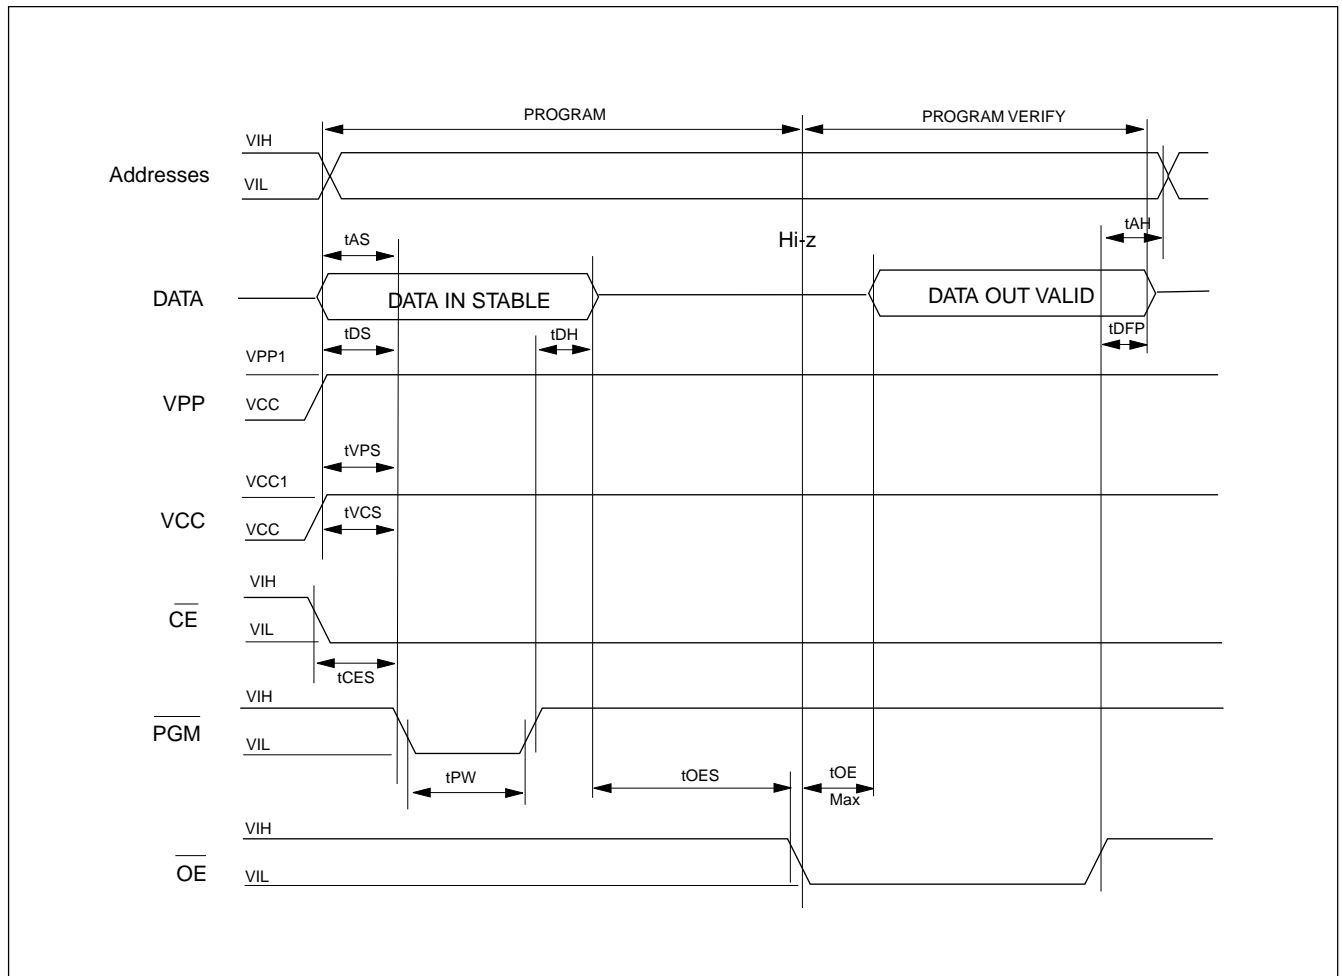 PROGRAM
PROGRAM VERIFY
VIH
Addresses
VIL
tAS
Hi-z
tAH
DATA
DATA IN STABLE
DATA OUT VALID
tDS
tDH
tDFP
VPP1
VPP
VCC
tVPS
VCC1
VCC
tVCS
VCC
VIH
CE
VIL
tCES
VIH
PGM
VIL
tPW
tOES
tOE
Max
VIH
OE
VIL